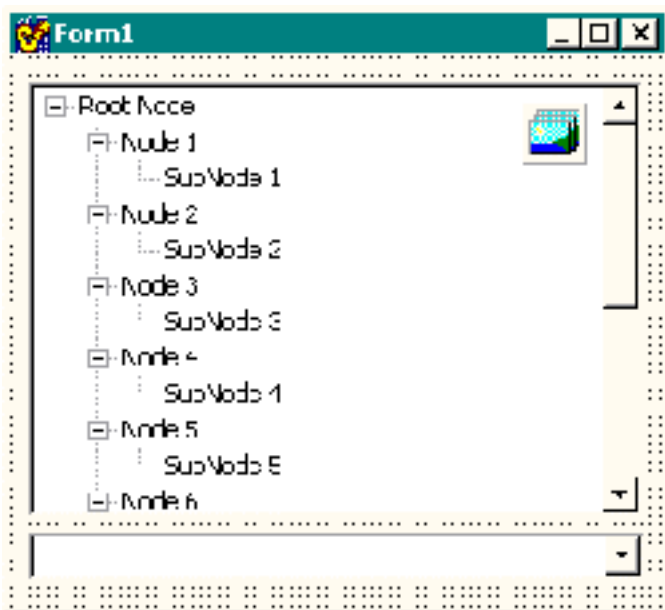 Form1
Root Node
Node 1
SubNode 1
Node 2
SubNode 2
Node 3
SubNode 3
Node 4
SubNode 4
Node 5
SubNode 5
Node 6